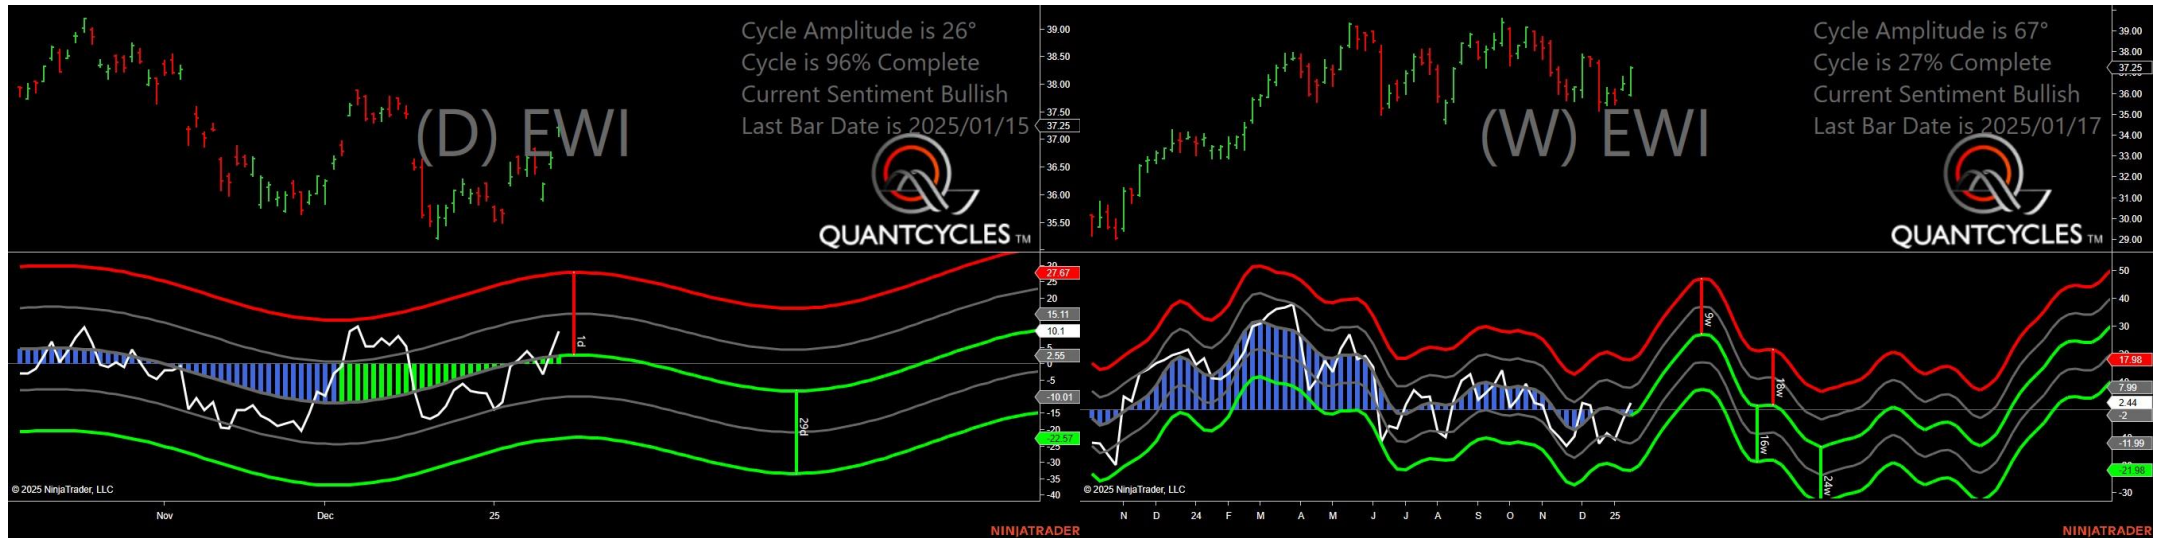 Cycle Amplitude is 26°
Cycle is 96% Complete
Current Sentiment Bullish
Last Bar Date is 2025/01/15
(D) EWI
QUANTCYCLES TM
39.00
38.50
38.00
37.50
37.25
37.00
36.50
36.00
35.50
27.67
25
20
15.11
10.1
5
2.55
-5
-10.01
-15
-20
-22.57
-30
-35
-40
1d
29d
© 2025 NinjaTrader, LLC
Nov
Dec
25
NINJATRADER
Cycle Amplitude is 67°
Cycle is 27% Complete
Current Sentiment Bullish
Last Bar Date is 2025/01/17
(W) EWI
QUANTCYCLES TM
39.00
38.00
37.25
36.00
35.00
34.00
33.00
32.00
31.00
30.00
29.00
50
40
30
17.98
7.99
2.44
-2
-11.99
-21.98
-30
9w
18w
16w
24w
© 2025 NinjaTrader, LLC
N D 24 F M A M J J A S O N D 25
NINJATRADER